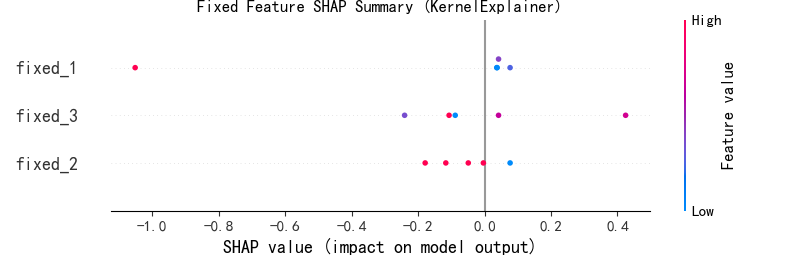 Fixed Feature SHAP Summary (KernelExplainer)
High
fixed_1
fixed_3
fixed_2
Feature value
Low
-1.0 -0.8 -0.6 -0.4 -0.2 0.0 0.2 0.4
SHAP value (impact on model output)